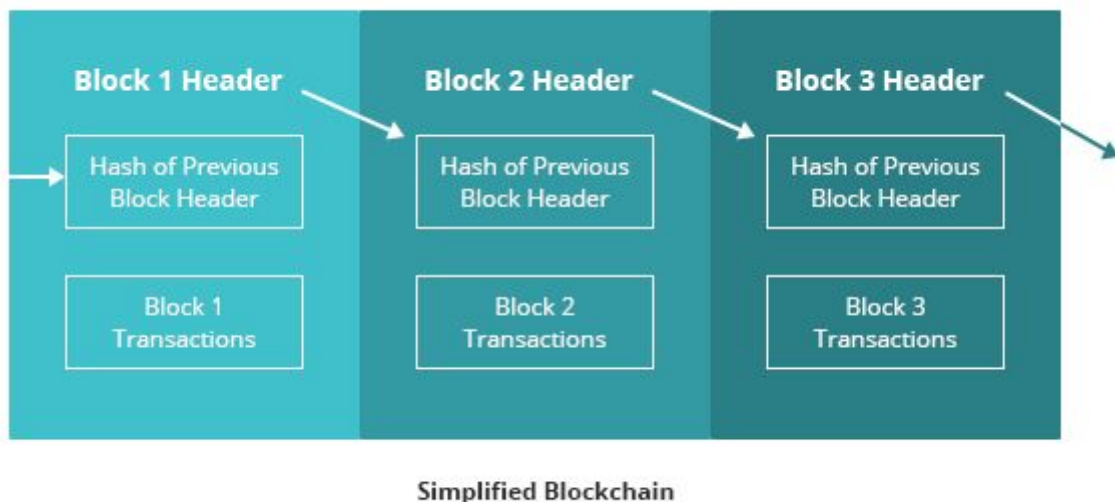 Block 1 Header
Hash of Previous
Block Header
Block 1
Transactions
Block 2 Header
Hash of Previous
Block Header
Block 2
Transactions
Block 3 Header
Hash of Previous
Block Header
Block 3
Transactions
Simplified Blockchain